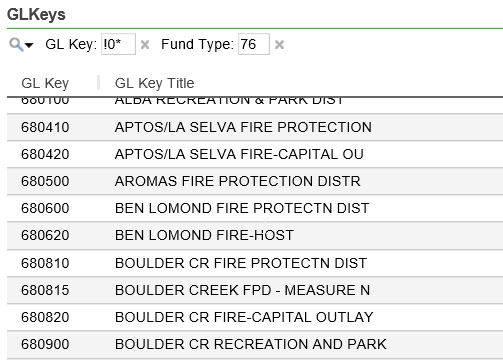 GLKeys
GL Key: !0* Fund Type: 76
GL Key GL Key Title
680100 ALBA RECREATION & PARK DIST
680410 APTOS/LA SELVA FIRE PROTECTION
680420 APTOS/LA SELVA FIRE-CAPITAL OU
680500 AROMAS FIRE PROTECTION DISTR
680600 BEN LOMOND FIRE PROTECTN DIST
680620 BEN LOMOND FIRE-HOST
680810 BOULDER CR FIRE PROTECTN DIST
680815 BOULDER CREEK FPD - MEASURE N
680820 BOULDER CR FIRE-CAPITAL OUTLAY
680900 BOULDER CR RECREATION AND PARK